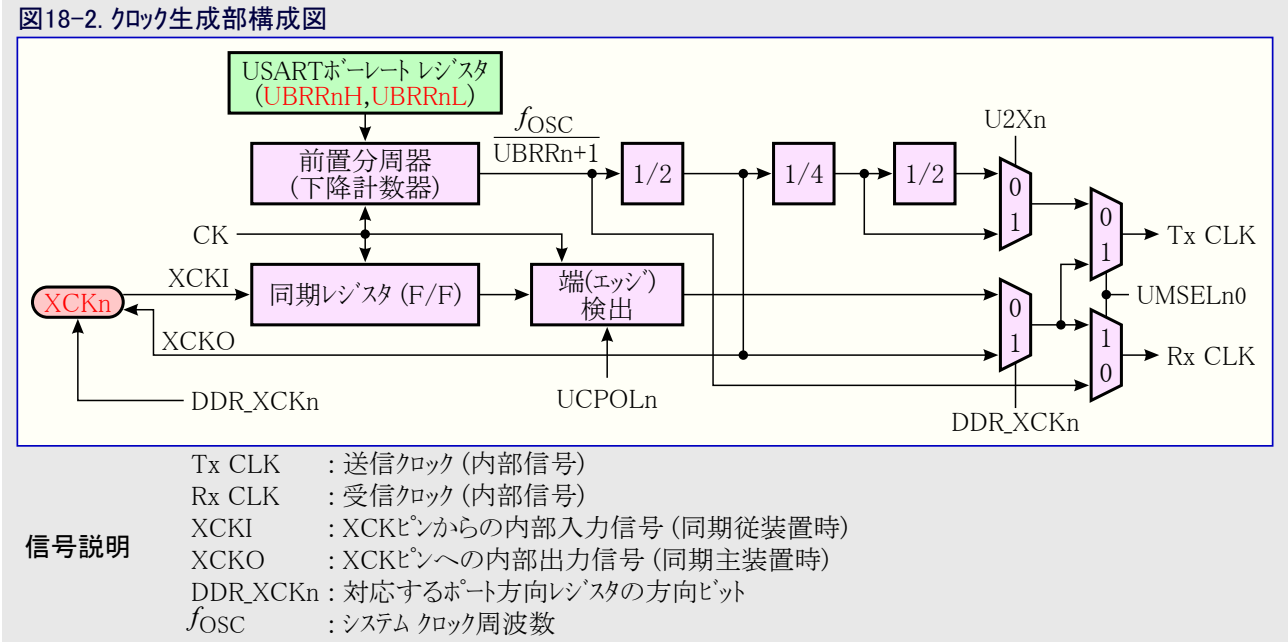 図18-2. クロック生成部構成図
USARTボーレート レジスタ
(UBRRnH,UBRRnL)
fOSC
UBRRn+1
U2Xn
前置分周器
(下降計数器)
1/2
1/4
1/2
0
1
0
1
Tx CLK
CK
XCKI
XCKn
同期レジスタ (F/F)
端(エッジ)
検出
0
1
UMSELn0
XCKO
1
0
Rx CLK
DDR_XCKn
UCPOLn
DDR_XCKn
信号説明
Tx CLK : 送信クロック (内部信号)
Rx CLK : 受信クロック (内部信号)
XCKI : XCKピンからの内部入力信号 (同期従装置時)
XCKO : XCKピンへの内部出力信号 (同期主装置時)
DDR_XCKn : 対応するポート方向レジスタの方向ビット
fOSC : システム クロック周波数